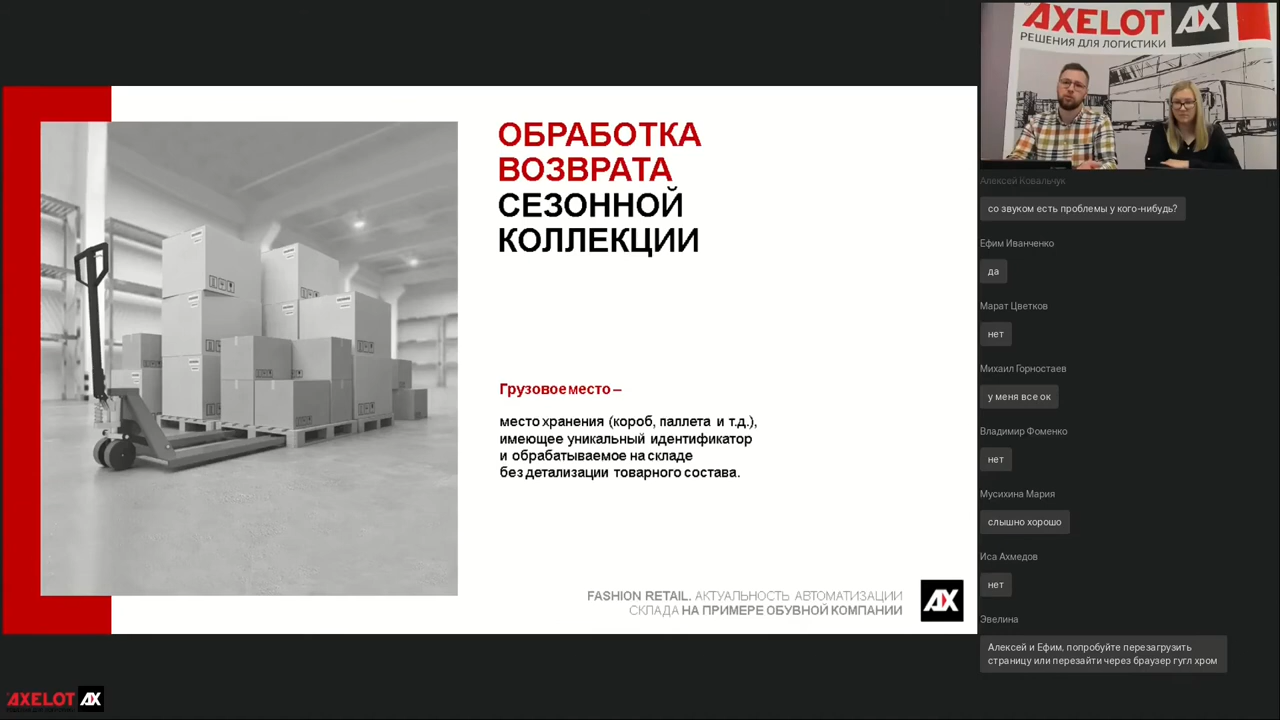 ОБРАБОТКА
ВОЗВРАТА
СЕЗОННОЙ
КОЛЛЕКЦИИ
Грузовое место –
место хранения (короб, паллета и т.д.),
имеющее уникальный идентификатор
и обрабатываемое на складе
без детализации товарного состава.
FASHION RETAIL. АКТУАЛЬНОСТЬ АВТОМАТИЗАЦИИ
СКЛАДА НА ПРИМЕРЕ ОБУВНОЙ КОМПАНИИ
AX
AXELOT AX
AXELOT AX
РЕШЕНИЯ ДЛЯ ЛОГИСТИКИ
Алексей Ковальчук
со звуком есть проблемы у кого-нибудь?
Ефим Иванченко
да
Марат Цветков
нет
Михаил Горностаев
у меня все ок
Владимир Фоменко
нет
Мусихина Мария
слышно хорошо
Иса Ахмедов
нет
Эвелина
Алексей и Ефим, попробуйте перезагрузить
страницу или перезайти через браузер гугл хром